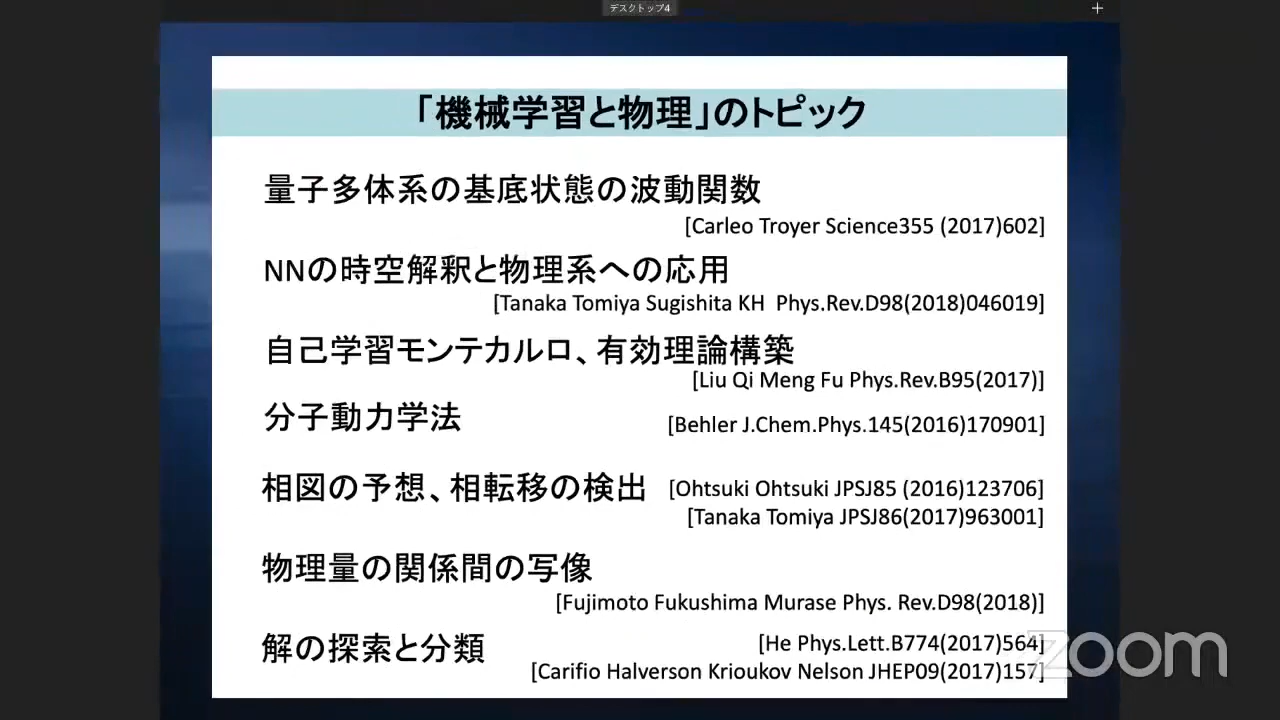 デスクトップ4
「機械学習と物理」のトピック
量子多体系の基底状態の波動関数
[Carleo Troyer Science355 (2017)602]
NNの時空解釈と物理系への応用
[Tanaka Tomiya Sugishita KH Phys.Rev.D98(2018)046019]
自己学習モンテカルロ、有効理論構築
[Liu Qi Meng Fu Phys.Rev.B95(2017)]
分子動力学法 [Behler J.Chem.Phys.145(2016)170901]
相図の予想、相転移の検出 [Ohtsuki Ohtsuki JPSJ85 (2016)123706]
[Tanaka Tomiya JPSJ86(2017)963001]
物理量の関係間の写像
[Fujimoto Fukushima Murase Phys. Rev.D98(2018)]
解の探索と分類 [He Phys.Lett.B774(2017)564]
[Carifio Halverson Krioukov Nelson JHEP09(2017)157]
zoom